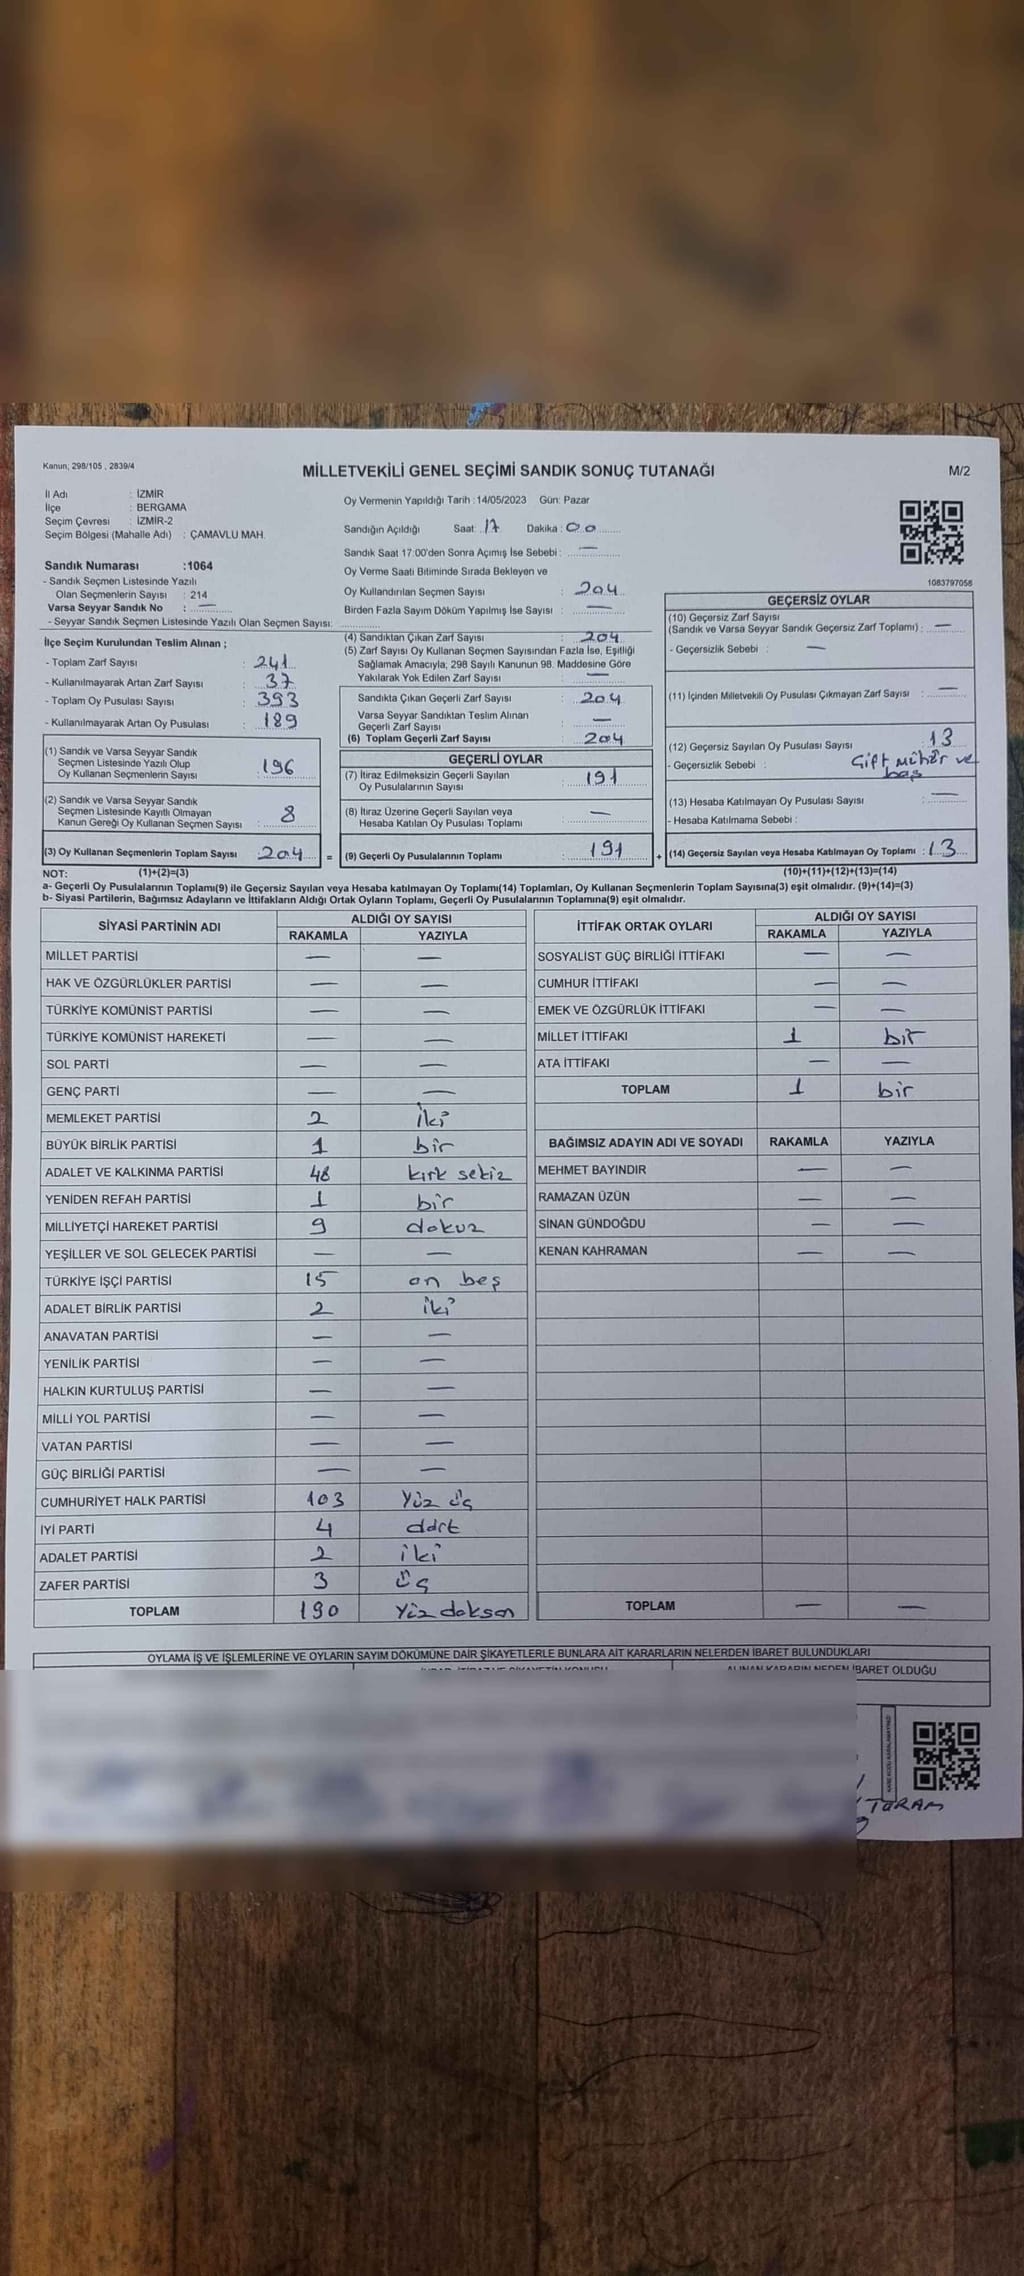 Kanun; 298/105 , 2839/4
MİLLETVEKİLİ GENEL SEÇİMİ SANDIK SONUÇ TUTANAĞI
M/2
İl Adı : İZMİR
İlçe : BERGAMA
Seçim Çevresi : İZMİR-2
Seçim Bölgesi (Mahalle Adı) : ÇAMAVLU MAH.
Sandık Numarası :1064
- Sandık Seçmen Listesinde Yazılı
Olan Seçmenlerin Sayısı : 214
Varsa Seyyar Sandık No : —
- Seyyar Sandık Seçmen Listesinde Yazılı Olan Seçmen Sayısı:
Oy Vermenin Yapıldığı Tarih : 14/05/2023 Gün: Pazar
Sandığın Açıldığı Saat: 17 Dakika : 00
Sandık Saat 17:00'den Sonra Açımış İse Sebebi : —
Oy Verme Saati Bitiminde Sırada Bekleyen ve
Oy Kullandırılan Seçmen Sayısı : 204
Birden Fazla Sayım Döküm Yapılmış İse Sayısı : —
1083797058
İlçe Seçim Kurulundan Teslim Alınan ;
- Toplam Zarf Sayısı : 241
- Kullanılmayarak Artan Zarf Sayısı : 37
- Toplam Oy Pusulası Sayısı : 393
- Kullanılmayarak Artan Oy Pusulası : 189
(1) Sandık ve Varsa Seyyar Sandık
Seçmen Listesinde Yazılı Olup
Oy Kullanan Seçmenlerin Sayısı : 196
(2) Sandık ve Varsa Seyyar Sandık
Seçmen Listesinde Kayıtlı Olmayan
Kanun Gereği Oy Kullanan Seçmen Sayısı : 8
(3) Oy Kullanan Seçmenlerin Toplam Sayısı : 204 =
(4) Sandıktan Çıkan Zarf Sayısı : 204
(5) Zarf Sayısı Oy Kullanan Seçmen Sayısından Fazla İse, Eşitliği
Sağlamak Amacıyla, 298 Sayılı Kanunun 98. Maddesine Göre
Yakılarak Yok Edilen Zarf Sayısı : —
Sandıkta Çıkan Geçerli Zarf Sayısı : 204
Varsa Seyyar Sandıktan Teslim Alınan
Geçerli Zarf Sayısı : —
(6) Toplam Geçerli Zarf Sayısı : 204
GEÇERLİ OYLAR
(7) İtiraz Edilmeksizin Geçerli Sayılan
Oy Pusulalarının Sayısı : 191
(8) İtiraz Üzerine Geçerli Sayılan veya
Hesaba Katılan Oy Pusulası Toplamı : —
(9) Geçerli Oy Pusulalarının Toplamı : 191 +
GEÇERSİZ OYLAR
(10) Geçersiz Zarf Sayısı
(Sandık ve Varsa Seyyar Sandık Geçersiz Zarf Toplamı) : —
- Geçersizlik Sebebi : —
(11) İçinden Milletvekili Oy Pusulası Çıkmayan Zarf Sayısı : —
(12) Geçersiz Sayılan Oy Pusulası Sayısı : 13
- Geçersizlik Sebebi : Çift mühür ve
boş
(13) Hesaba Katılmayan Oy Pusulası Sayısı : —
- Hesaba Katılmama Sebebi :
(14) Geçersiz Sayılan veya Hesaba Katılmayan Oy Toplamı : 13
NOT: (1)+(2)=(3) (10)+(11)+(12)+(13)=(14)
a- Geçerli Oy Pusulalarının Toplamı(9) ile Geçersiz Sayılan veya Hesaba katılmayan Oy Toplamı(14) Toplamları, Oy Kullanan Seçmenlerin Toplam Sayısına(3) eşit olmalıdır. (9)+(14)=(3)
b- Siyasi Partilerin, Bağımsız Adayların ve İttifakların Aldığı Ortak Oyların Toplamı, Geçerli Oy Pusulalarının Toplamına(9) eşit olmalıdır.
SİYASİ PARTİNİN ADI ALDIĞI OY SAYISI
RAKAMLA YAZIYLA
MİLLET PARTİSİ — —
HAK VE ÖZGÜRLÜKLER PARTİSİ — —
TÜRKİYE KOMÜNİST PARTİSİ — —
TÜRKİYE KOMÜNİST HAREKETİ — —
SOL PARTİ — —
GENÇ PARTİ — —
MEMLEKET PARTİSİ 2 iki
BÜYÜK BİRLİK PARTİSİ 1 bir
ADALET VE KALKINMA PARTİSİ 48 kırk sekiz
YENİDEN REFAH PARTİSİ 1 bir
MİLLİYETÇİ HAREKET PARTİSİ 9 dokuz
YEŞİLLER VE SOL GELECEK PARTİSİ — —
TÜRKİYE İŞÇİ PARTİSİ 15 on beş
ADALET BİRLİK PARTİSİ 2 iki
ANAVATAN PARTİSİ — —
YENİLİK PARTİSİ — —
HALKIN KURTULUŞ PARTİSİ — —
MİLLİ YOL PARTİSİ — —
VATAN PARTİSİ — —
GÜÇ BİRLİĞİ PARTİSİ — —
CUMHURİYET HALK PARTİSİ 103 Yüz üç
İYİ PARTİ 4 dört
ADALET PARTİSİ 2 iki
ZAFER PARTİSİ 3 üç
TOPLAM 190 Yüz doksan
İTTİFAK ORTAK OYLARI ALDIĞI OY SAYISI
RAKAMLA YAZIYLA
SOSYALİST GÜÇ BİRLİĞİ İTTİFAKI — —
CUMHUR İTTİFAKI — —
EMEK VE ÖZGÜRLÜK İTTİFAKI — —
MİLLET İTTİFAKI 1 bir
ATA İTTİFAKI — —
TOPLAM 1 bir
BAĞIMSIZ ADAYIN ADI VE SOYADI RAKAMLA YAZIYLA
MEHMET BAYINDIR — —
RAMAZAN ÜZÜN — —
SİNAN GÜNDOĞDU — —
KENAN KAHRAMAN — —
TOPLAM — —
OYLAMA İŞ VE İŞLEMLERİNE VE OYLARIN SAYIM DÖKÜMÜNE DAİR ŞİKAYETLERLE BUNLARA AİT KARARLARIN NELERDEN İBARET BULUNDUKLARI
ALINAN KARARIN NEDEN İBARET OLDUĞU